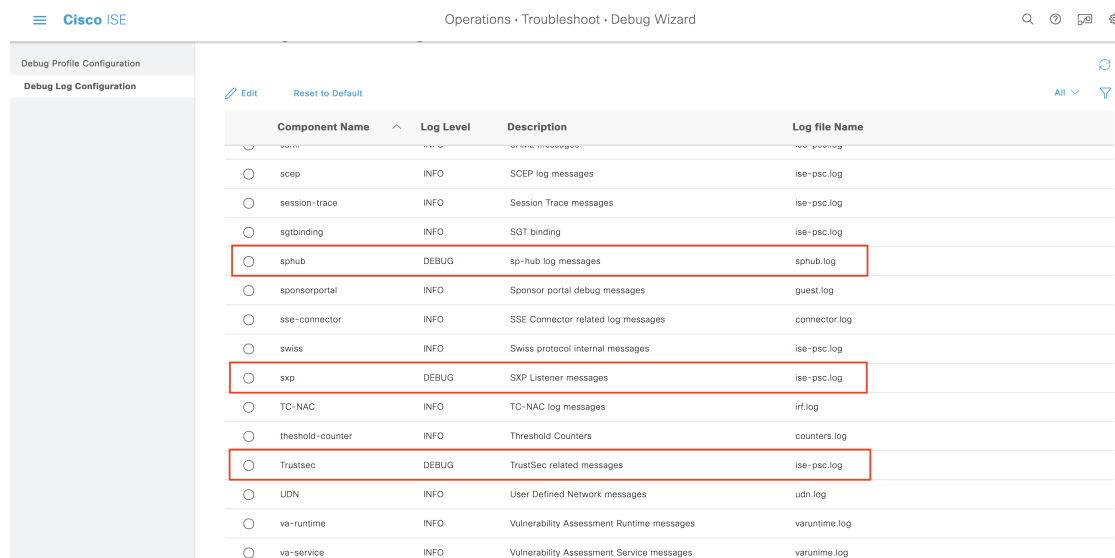 Cisco ISE
Operations · Troubleshoot · Debug Wizard
Debug Profile Configuration
Debug Log Configuration
Edit Reset to Default All
Component Name Log Level Description Log file Name
scep INFO SCEP log messages ise-psc.log
session-trace INFO Session Trace messages ise-psc.log
sgtbinding INFO SGT binding ise-psc.log
sphub DEBUG sp-hub log messages sphub.log
sponsorportal INFO Sponsor portal debug messages guest.log
sse-connector INFO SSE Connector related log messages connector.log
swiss INFO Swiss protocol internal messages ise-psc.log
sxp DEBUG SXP Listener messages ise-psc.log
TC-NAC INFO TC-NAC log messages irf.log
theshold-counter INFO Threshold Counters counters.log
Trustsec DEBUG TrustSec related messages ise-psc.log
UDN INFO User Defined Network messages udn.log
va-runtime INFO Vulnerability Assessment Runtime messages varuntime.log
va-service INFO Vulnerability Assessment Service messages varunime.log